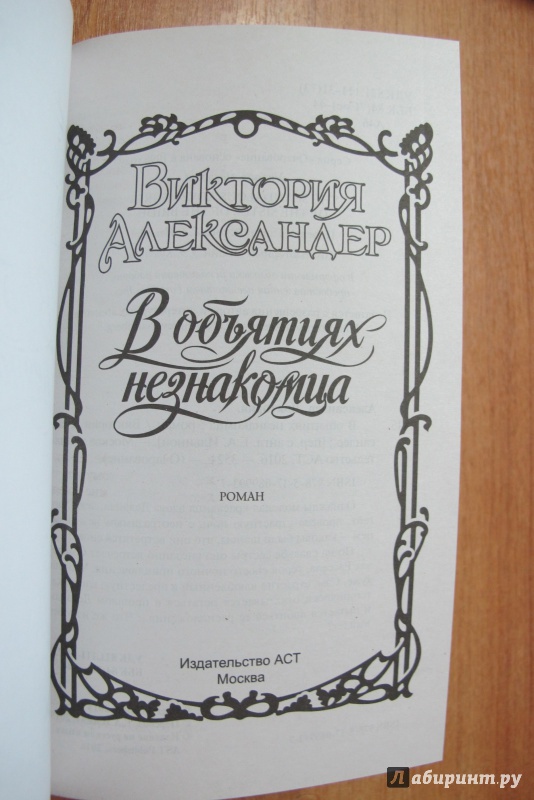 Виктория
Александер
В объятиях
незнакомца
РОМАН
Издательство АСТ
Москва
Лабиринт.ру